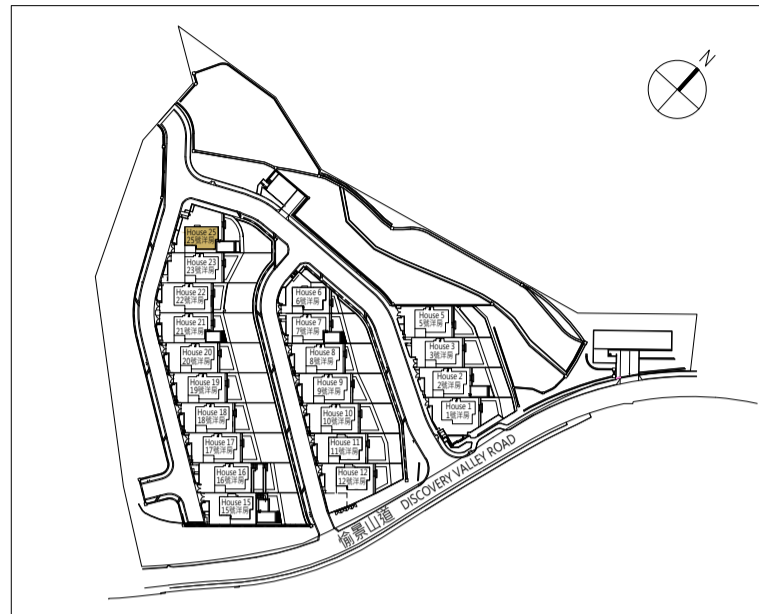 N
House 25
25號洋房
House 23
23號洋房
House 22
22號洋房
House 21
21號洋房
House 20
20號洋房
House 19
19號洋房
House 18
18號洋房
House 17
17號洋房
House 16
16號洋房
House 15
15號洋房
House 6
6號洋房
House 7
7號洋房
House 8
8號洋房
House 9
9號洋房
House 10
10號洋房
House 11
11號洋房
House 12
12號洋房
House 5
5號洋房
House 3
3號洋房
House 2
2號洋房
House 1
1號洋房
愉景山道 DISCOVERY VALLEY ROAD